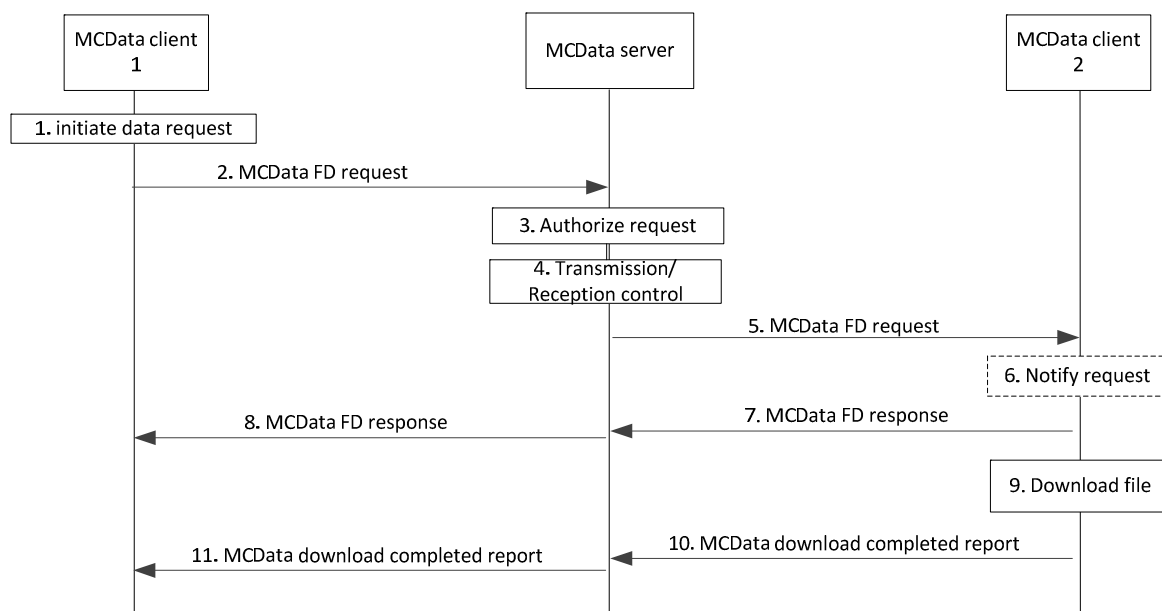 MCData client
1
MCData server
MCData client
2
1. initiate data request
2. MCData FD request
3. Authorize request
4. Transmission/
Reception control
5. MCData FD request
6. Notify request
7. MCData FD response
8. MCData FD response
9. Download file
10. MCData download completed report
11. MCData download completed report